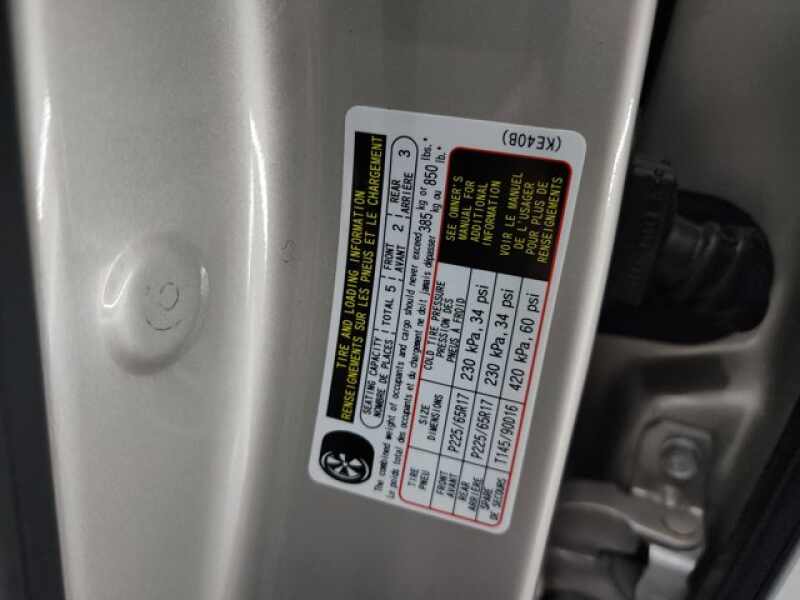 (KE40B)
TIRE AND LOADING INFORMATION
RENSEIGNEMENTS SUR LES PNEUS ET LE CHARGEMENT
SEATING CAPACITY | TOTAL 5 | FRONT 2 | REAR 3
NOMBRE DE PLACES | AVANT | ARRIÈRE
The combined weight of occupants and cargo should never exceed 385 kg or 850 lbs.*
Le poids total des occupants et du chargement ne doit jamais dépasser kg ou lb.*
TIRE SIZE COLD TIRE PRESSURE
PNEU DIMENSIONS PRESSION DES
PNEUS À FROID
FRONT
AVANT P225/65R17 230 kPa, 34 psi
REAR
ARRIÈRE P225/65R17 230 kPa, 34 psi
SPARE
DE SECOURS T145/90D16 420 kPa, 60 psi
SEE OWNER'S
MANUAL FOR
ADDITIONAL
INFORMATION
VOIR LE MANUEL
DE L'USAGER
POUR PLUS DE
RENSEIGNEMENTS